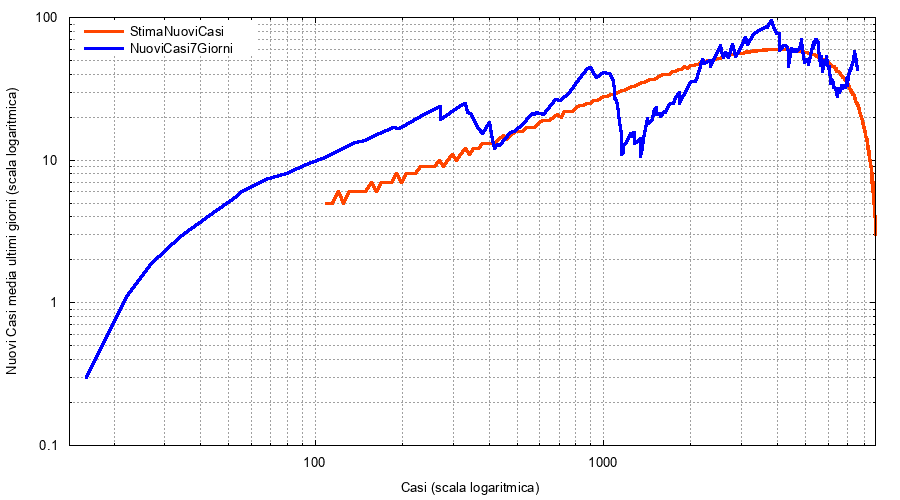 StimaNuoviCasi
NuoviCasi7Giorni
100
10
1
0.1
Nuovi Casi media ultimi giorni (scala logaritmica)
100
1000
Casi (scala logaritmica)